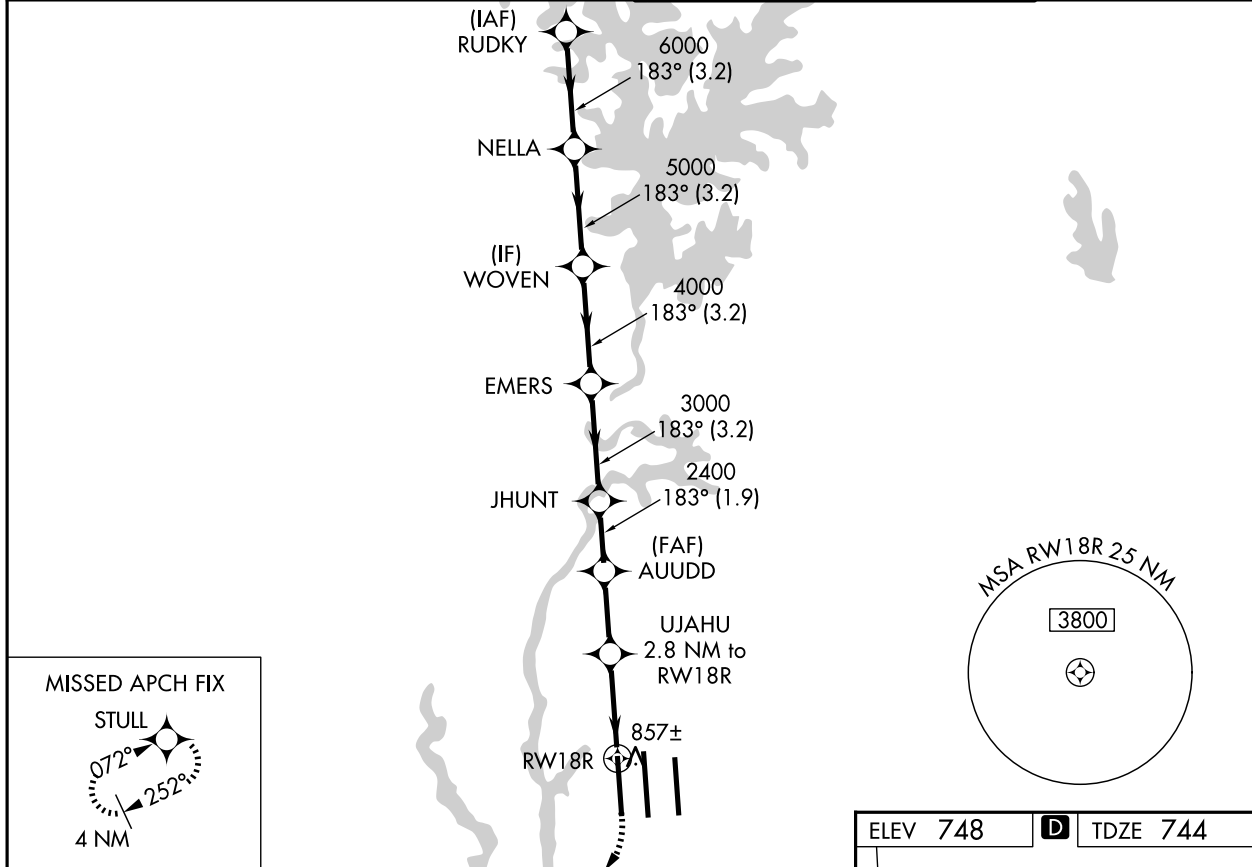 (IAF)
RUDKY
6000
183° (3.2)
NELLA
5000
183° (3.2)
(IF)
WOVEN
4000
183° (3.2)
EMERS
3000
183° (3.2)
JHUNT
2400
183° (1.9)
(FAF)
AUUDD
UJAHU
2.8 NM to
RW18R
857±
RW18R
MISSED APCH FIX
STULL
072°
252°
4 NM
MSA RW18R 25 NM
3800
ELEV 748 D TDZE 744